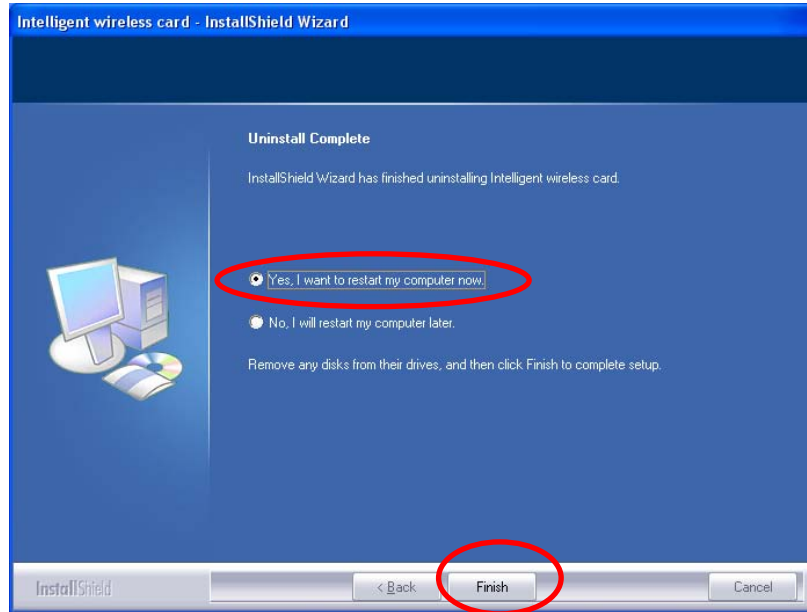 Intelligent wireless card - InstallShield Wizard
Uninstall Complete
InstallShield Wizard has finished uninstalling Intelligent wireless card.
Yes, I want to restart my computer now.
No, I will restart my computer later.
Remove any disks from their drives, and then click Finish to complete setup.
InstallShield
< Back
Finish
Cancel